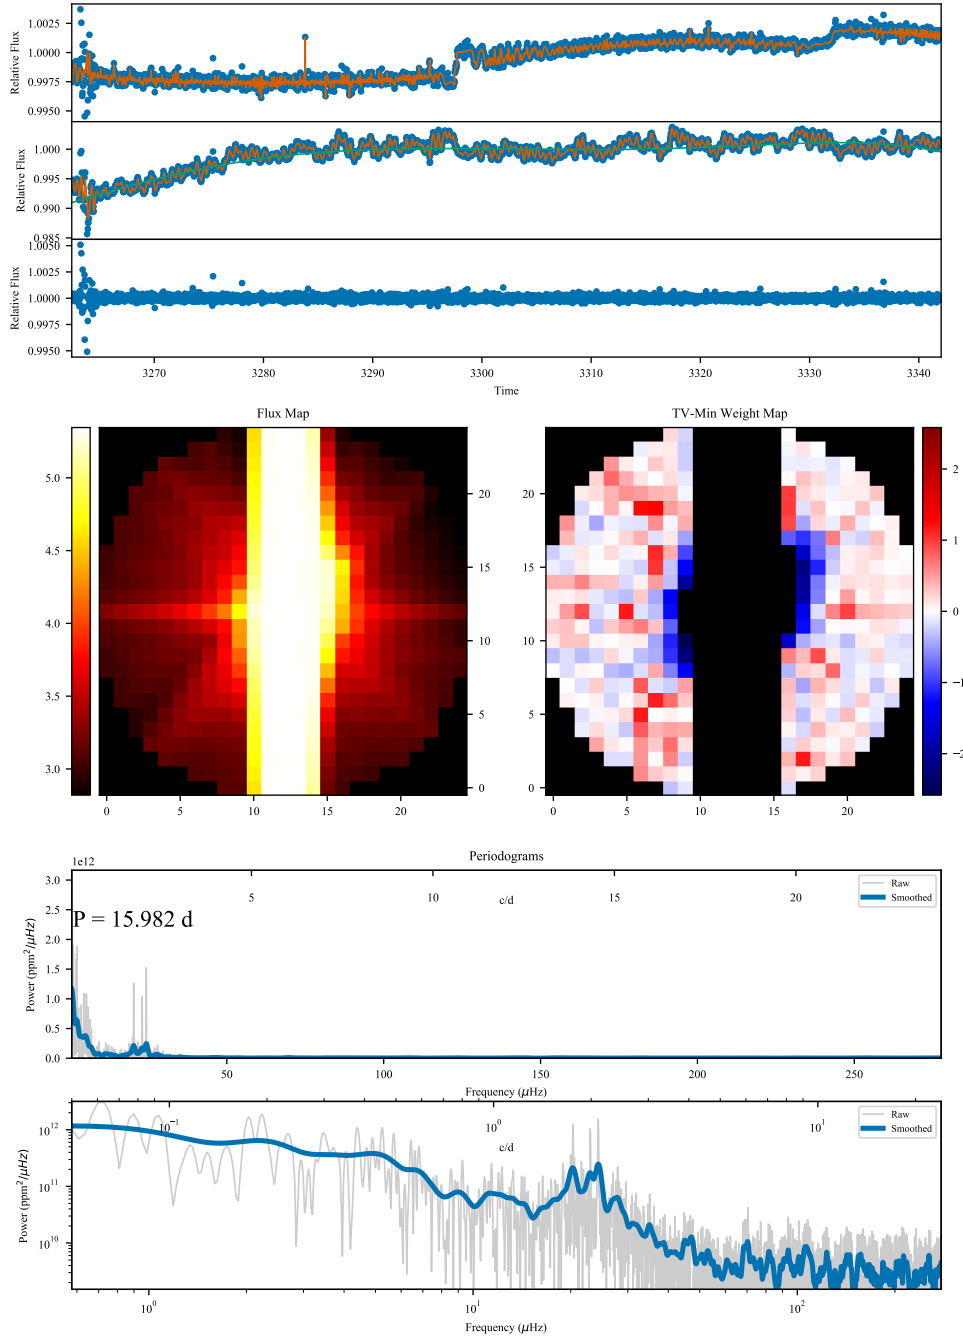 1.0025
1.0000
0.9975
0.9950
Relative Flux
1.000
0.995
0.990
0.985
Relative Flux
1.0050
1.0025
1.0000
0.9975
0.9950
Relative Flux
3270 3280 3290 3300 3310 3320 3330 3340
Time
Flux Map
5.0
4.5
4.0
3.5
3.0
20
15
10
5
0
0 5 10 15 20
TV-Min Weight Map
20
15
10
5
0
0 5 10 15 20
2
1
0
−1
−2
Periodograms
1e12
5 10 15 20
c/d
Raw
Smoothed
P = 15.982 d
3.0
2.5
2.0
1.5
1.0
0.5
0.0
Power (ppm²/μHz)
50 100 150 200 250
Frequency (μHz)
10⁻¹ 10⁰ 10¹
c/d
Raw
Smoothed
10¹²
10¹¹
10¹⁰
Power (ppm²/μHz)
10⁰ 10¹ 10²
Frequency (μHz)